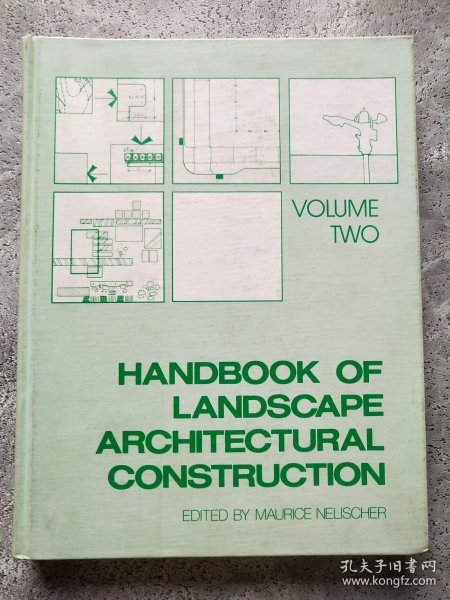 VOLUME
TWO
HANDBOOK OF
LANDSCAPE
ARCHITECTURAL
CONSTRUCTION
EDITED BY MAURICE NELISCHER
孔夫子旧书网
www.kongfz.com